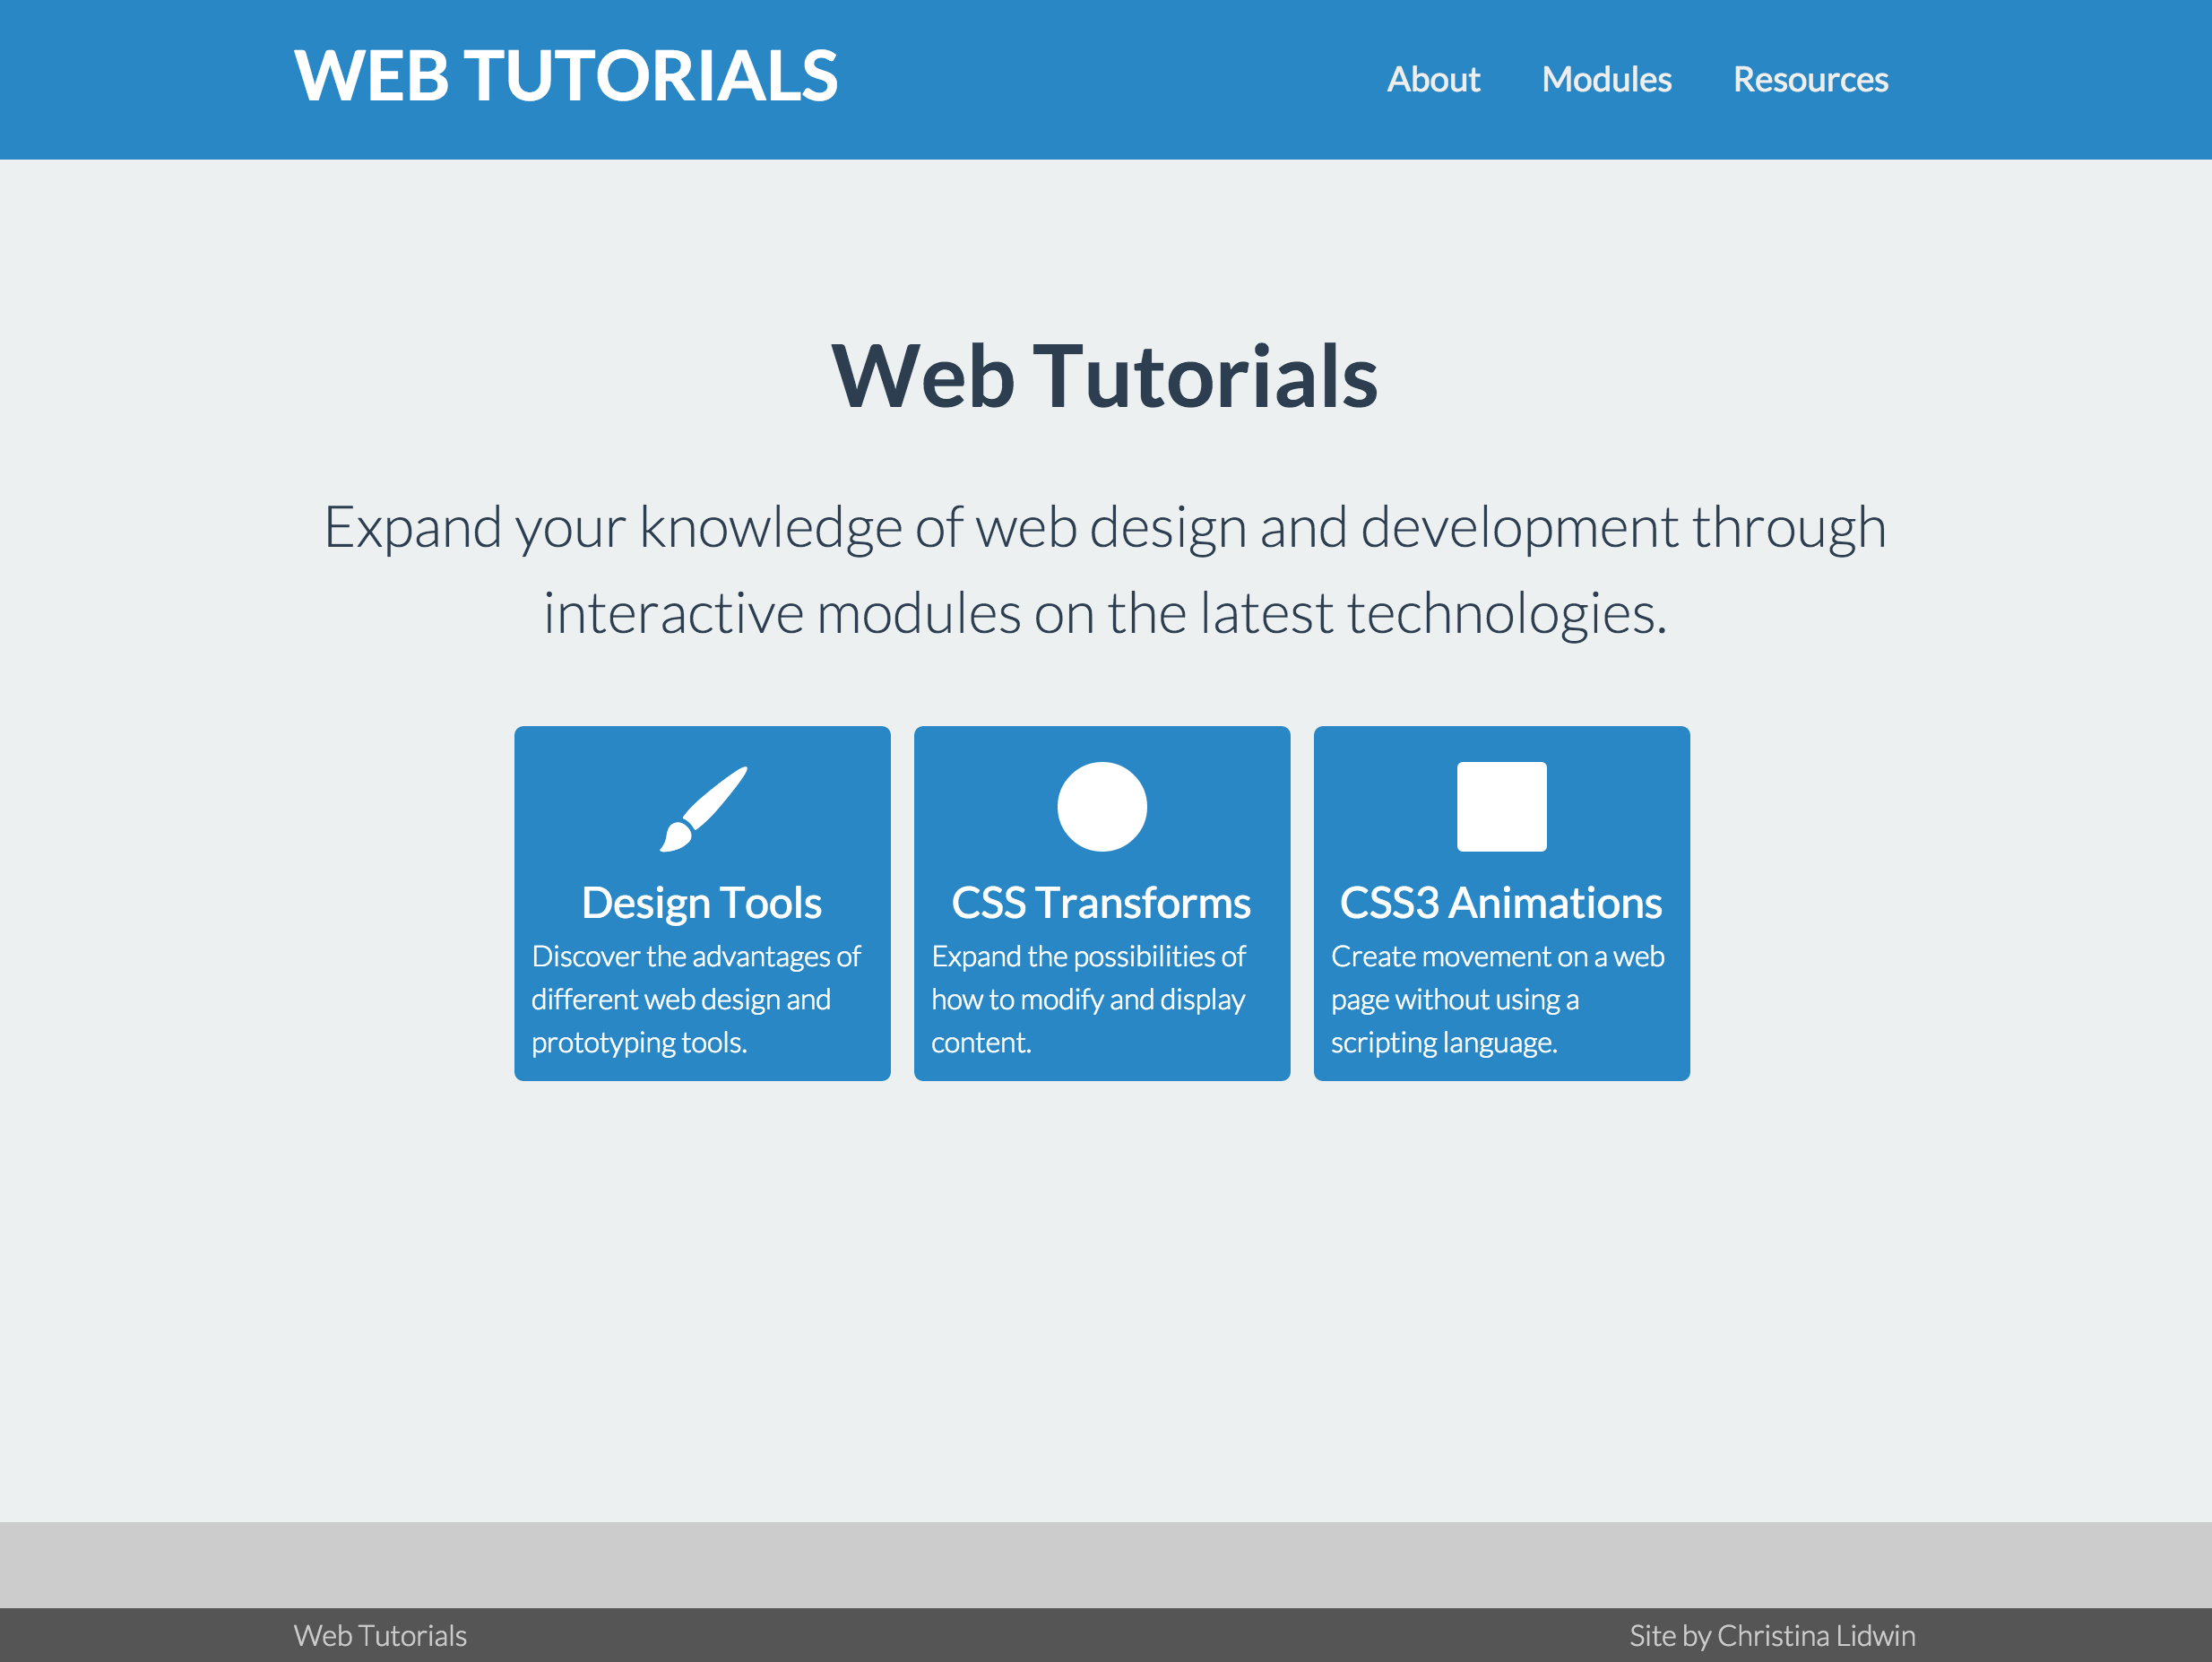 WEB TUTORIALS
About Modules Resources
Web Tutorials
Expand your knowledge of web design and development through
interactive modules on the latest technologies.
Design Tools
Discover the advantages of
different web design and
prototyping tools.
CSS Transforms
Expand the possibilities of
how to modify and display
content.
CSS3 Animations
Create movement on a web
page without using a
scripting language.
Web Tutorials
Site by Christina Lidwin